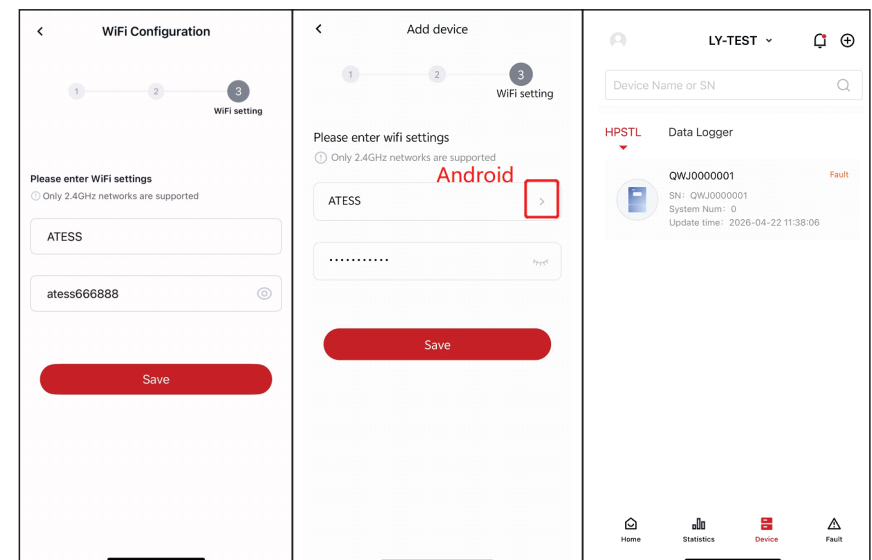 WiFi Configuration
1 2 3
WiFi setting
Please enter WiFi settings
Only 2.4GHz networks are supported
ATESS
atess666888
Save
Add device
1 2 3
WiFi setting
Please enter wifi settings
Only 2.4GHz networks are supported
Android
ATESS
•••••••••••
Save
LY-TEST
Device Name or SN
HPSTL Data Logger
QWJ0000001 Fault
SN: QWJ0000001
System Num: 0
Update time: 2026-04-22 11:38:06
Home Statistics Device Fault